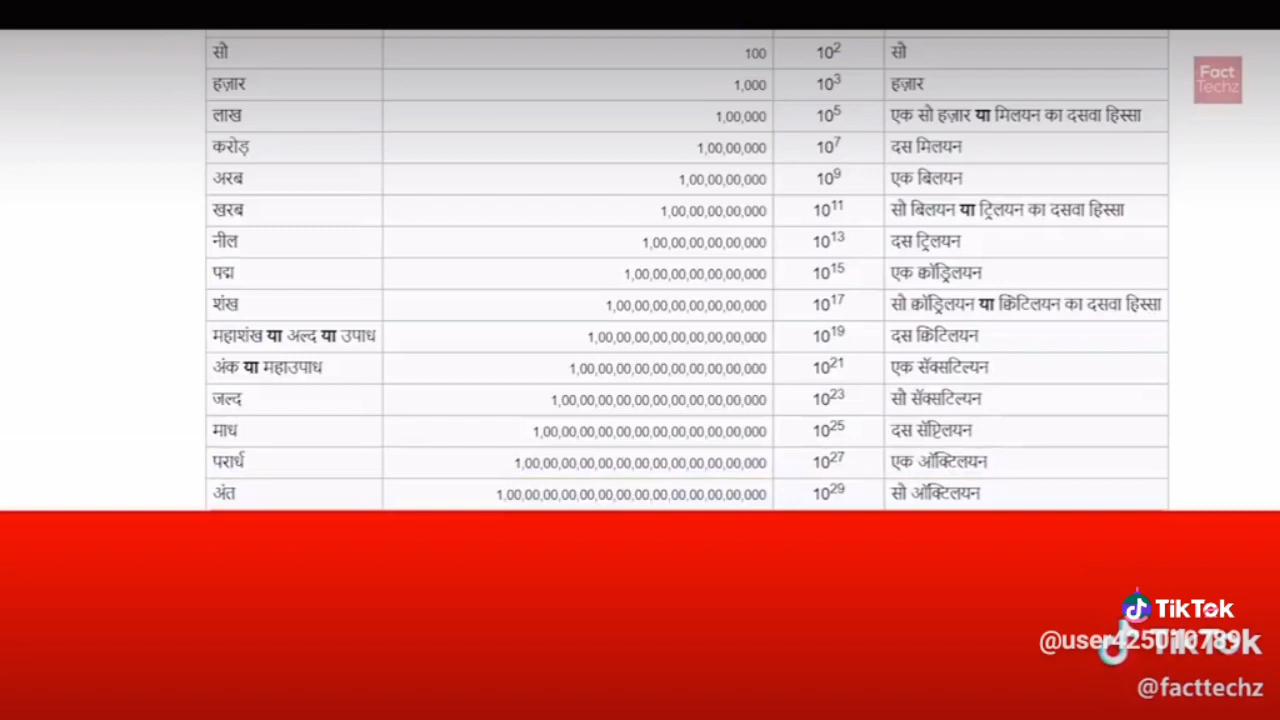 सो 100 10² सो
हज़ार 1,000 10³ हज़ार
लाख 1,00,000 10⁵ एक सो हज़ार या मिलयन का दसवा हिस्सा
करोड़ 1,00,00,000 10⁷ दस मिलयन
अरब 1,00,00,00,000 10⁹ एक बिलयन
खरब 1,00,00,00,00,000 10¹¹ सो बिलयन या ट्रिलयन का दसवा हिस्सा
नील 1,00,00,00,00,00,000 10¹³ दस ट्रिलयन
पद्म 1,00,00,00,00,00,00,000 10¹⁵ एक क्वॉड्रिलयन
शंख 1,00,00,00,00,00,00,00,000 10¹⁷ सो क्वॉड्रिलयन या क्विटिलयन का दसवा हिस्सा
महाशंख या अल्द या उपाध 1,00,00,00,00,00,00,00,00,000 10¹⁹ दस क्विटिलयन
अंक या महाउपाध 1,00,00,00,00,00,00,00,00,00,000 10²¹ एक सॅक्सटिल्यन
जल्द 1,00,00,00,00,00,00,00,00,00,00,000 10²³ सो सॅक्सटिल्यन
माध 1,00,00,00,00,00,00,00,00,00,00,00,000 10²⁵ दस सॅप्टिलयन
परार्ध 1,00,00,00,00,00,00,00,00,00,00,00,00,000 10²⁷ एक ऑक्टिलयन
अंत 1,00,00,00,00,00,00,00,00,00,00,00,00,00,000 10²⁹ सो ऑक्टिलयन
Fact
Techz
TikTok
TikTok
@facttechz